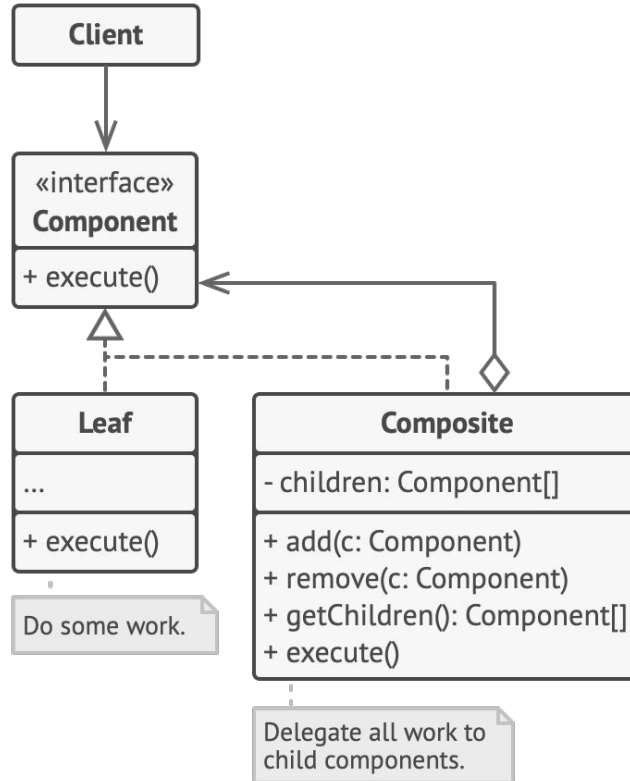 Client
«interface»
Component
+ execute()
Leaf
...
+ execute()
Do some work.
Composite
- children: Component[]
+ add(c: Component)
+ remove(c: Component)
+ getChildren(): Component[]
+ execute()
Delegate all work to
child components.